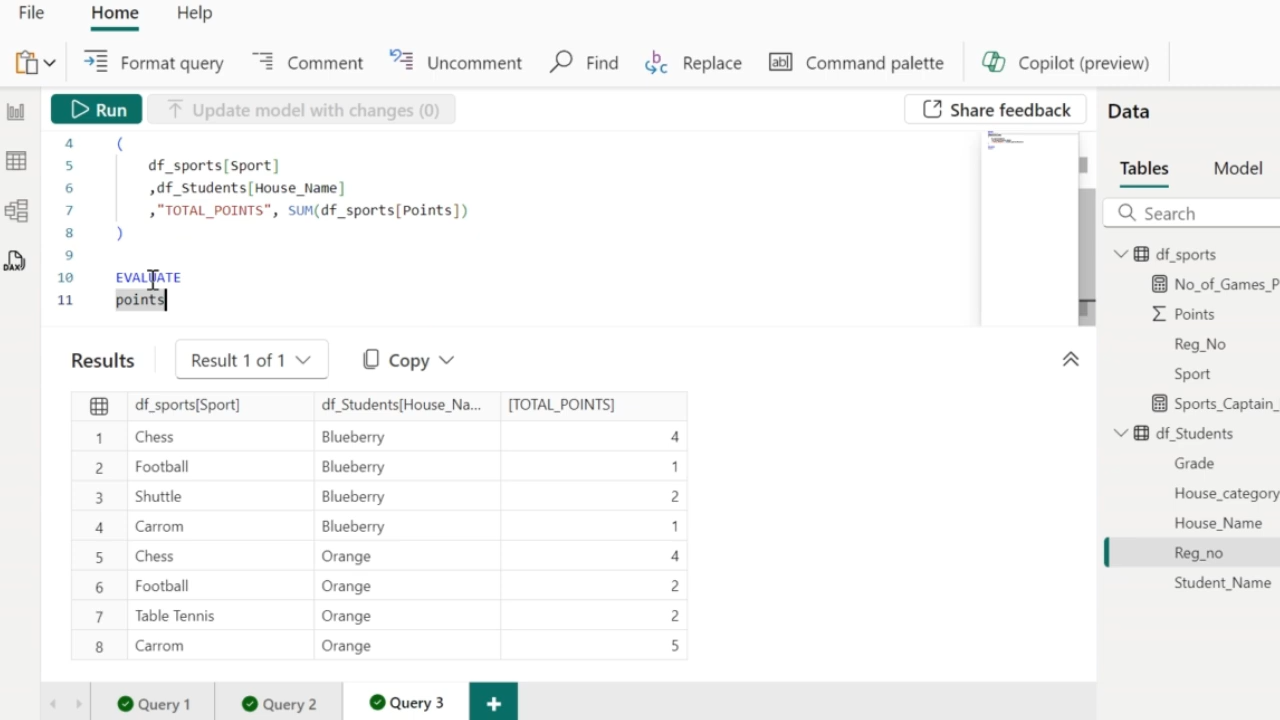 File Home Help
Format query Comment Uncomment Find Replace Command palette Copilot (preview)
Run Update model with changes (0) Share feedback
Data
Tables Model
Search
4 (
5 df_sports[Sport]
6 ,df_Students[House_Name]
7 ,"TOTAL_POINTS", SUM(df_sports[Points])
8 )
9
10 EVALUATE
11 points
Results Result 1 of 1 Copy
df_sports[Sport] df_Students[House_Na... [TOTAL_POINTS]
1 Chess Blueberry 4
2 Football Blueberry 1
3 Shuttle Blueberry 2
4 Carrom Blueberry 1
5 Chess Orange 4
6 Football Orange 2
7 Table Tennis Orange 2
8 Carrom Orange 5
df_sports
No_of_Games_P
Points
Reg_No
Sport
Sports_Captain_
df_Students
Grade
House_category
House_Name
Reg_no
Student_Name
Query 1 Query 2 Query 3 +
DAX